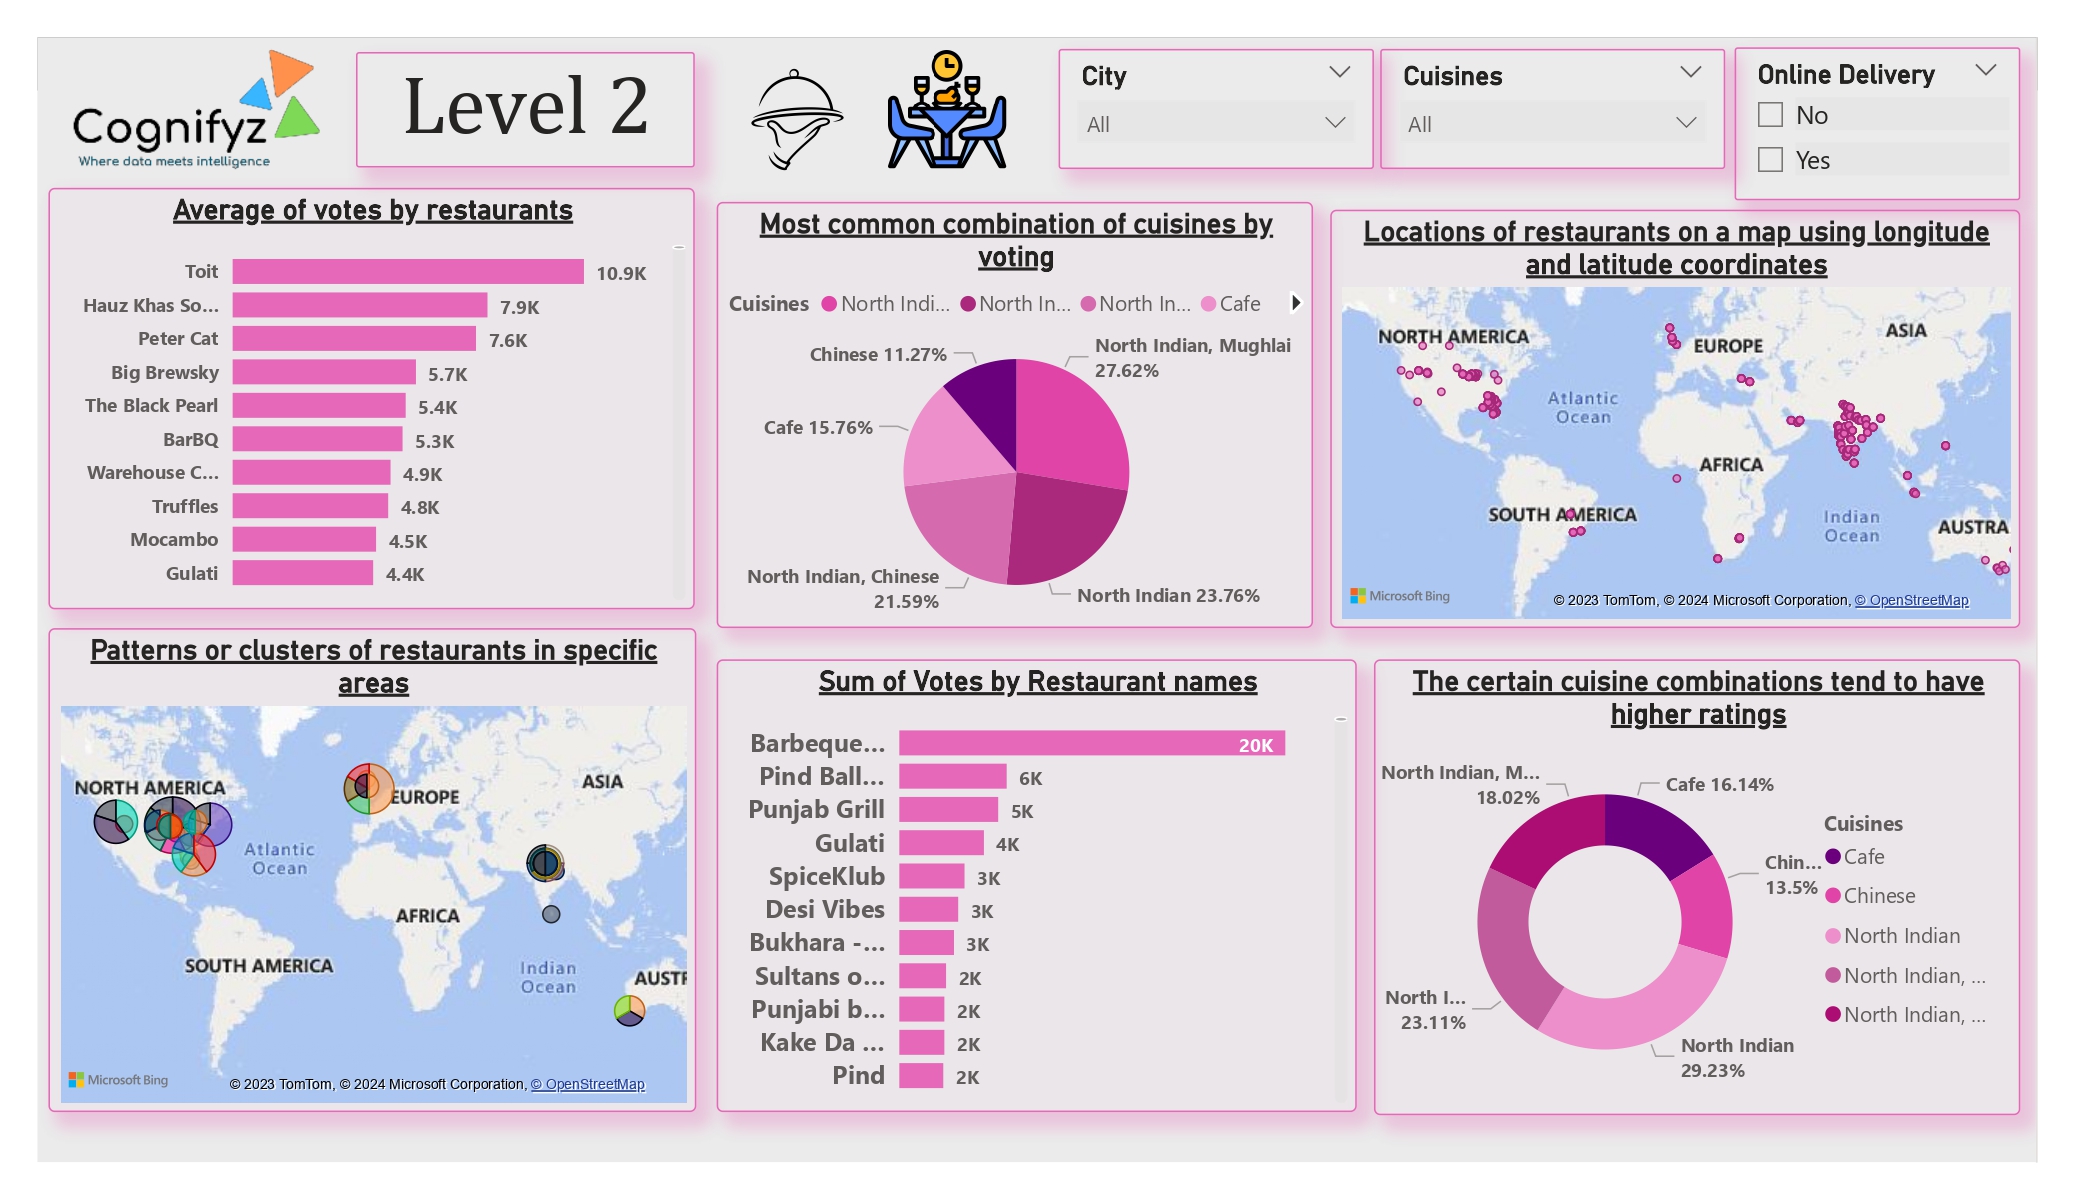 Cognifyz
Where data meets intelligence
Level 2
City
All
Cuisines
All
Online Delivery
No
Yes
Average of votes by restaurants
Toit 10.9K
Hauz Khas So... 7.9K
Peter Cat 7.6K
Big Brewsky 5.7K
The Black Pearl 5.4K
BarBQ 5.3K
Warehouse C... 4.9K
Truffles 4.8K
Mocambo 4.5K
Gulati 4.4K
Most common combination of cuisines by
voting
Cuisines North Indi... North In... North In... Cafe
Chinese 11.27%
North Indian, Mughlai
27.62%
Cafe 15.76%
North Indian, Chinese
21.59%
North Indian 23.76%
Locations of restaurants on a map using longitude
and latitude coordinates
NORTH AMERICA
EUROPE
ASIA
Atlantic
Ocean
AFRICA
SOUTH AMERICA
Indian
Ocean
AUSTRA
Microsoft Bing
© 2023 TomTom, © 2024 Microsoft Corporation, © OpenStreetMap
Patterns or clusters of restaurants in specific
areas
NORTH AMERICA
EUROPE
ASIA
Atlantic
Ocean
AFRICA
SOUTH AMERICA
Indian
Ocean
AUSTR
Microsoft Bing
© 2023 TomTom, © 2024 Microsoft Corporation, © OpenStreetMap
Sum of Votes by Restaurant names
Barbeque... 20K
Pind Ball... 6K
Punjab Grill 5K
Gulati 4K
SpiceKlub 3K
Desi Vibes 3K
Bukhara -... 3K
Sultans o... 2K
Punjabi b... 2K
Kake Da ... 2K
Pind 2K
The certain cuisine combinations tend to have
higher ratings
North Indian, M...
18.02%
Cafe 16.14%
Chin...
13.5%
North I...
23.11%
North Indian
29.23%
Cuisines
Cafe
Chinese
North Indian
North Indian, ...
North Indian, ...